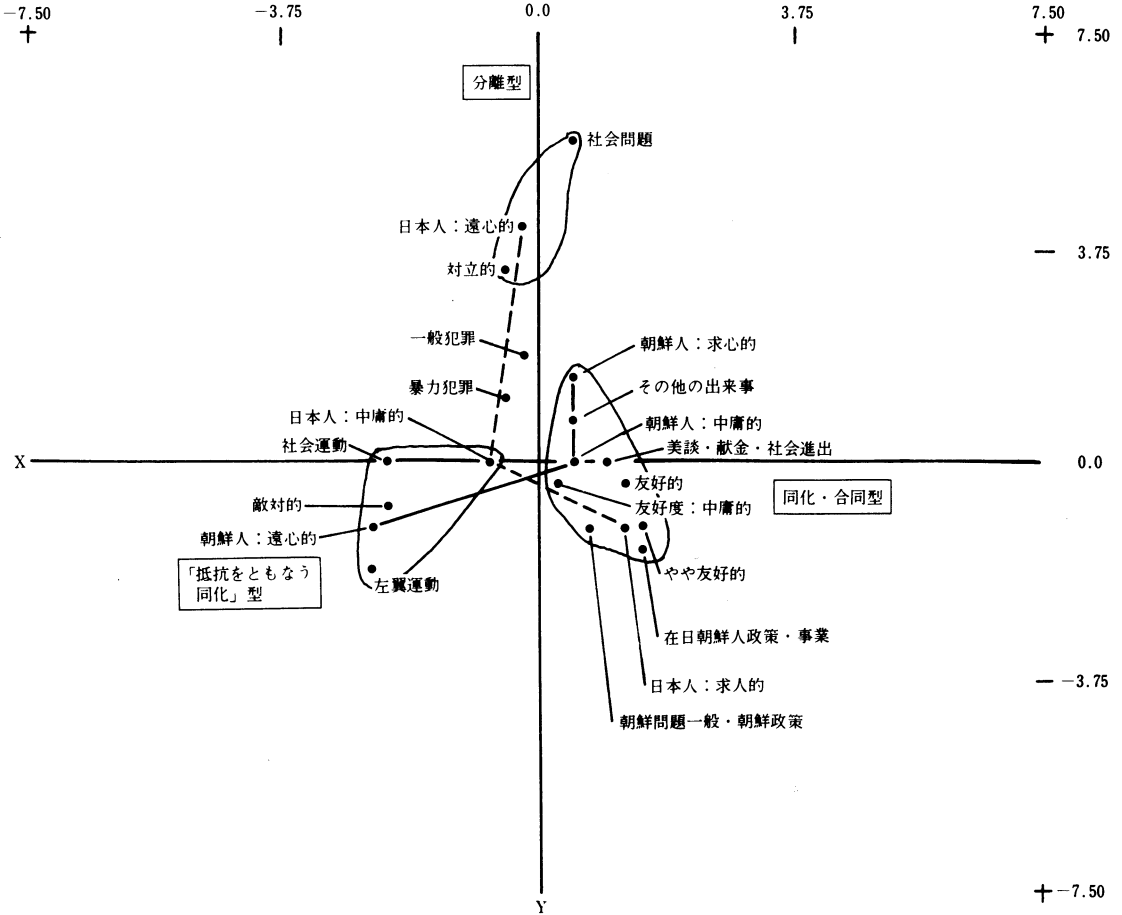 −7.50
−3.75
0.0
3.75
7.50
7.50
分離型
社会問題
日本人：遠心的
対立的
3.75
一般犯罪
朝鮮人：求心的
暴力犯罪
その他の出来事
日本人：中庸的
朝鮮人：中庸的
社会運動
美談・献金・社会進出
X
0.0
友好的
同化・合同型
敵対的
友好度：中庸的
朝鮮人：遠心的
「抵抗をともなう
同化」型
左翼運動
やや友好的
在日朝鮮人政策・事業
日本人：求人的
−3.75
朝鮮問題一般・朝鮮政策
−7.50
Y